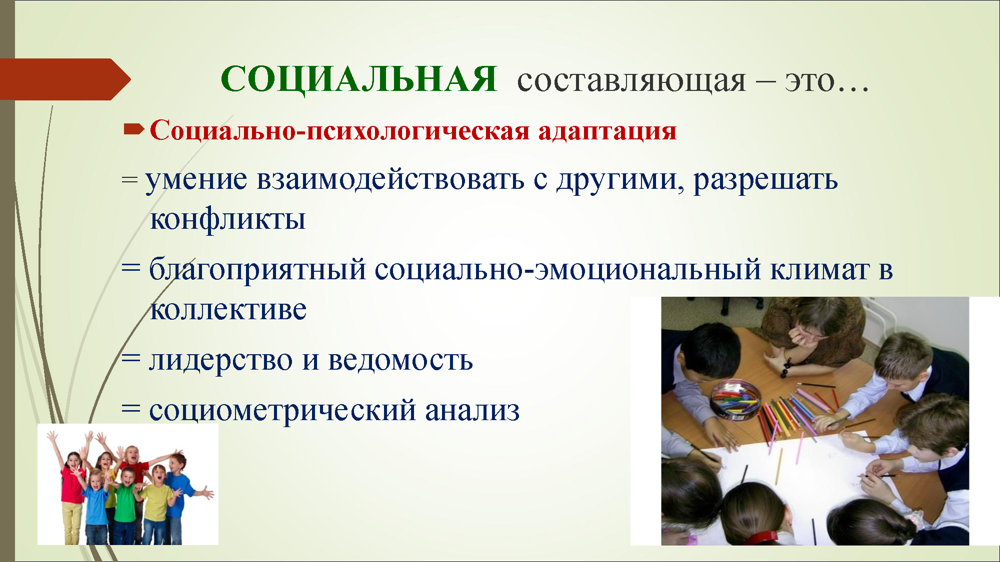 СОЦИАЛЬНАЯ составляющая – это…
Социально-психологическая адаптация
= умение взаимодействовать с другими, разрешать
конфликты
= благоприятный социально-эмоциональный климат в
коллективе
= лидерство и ведомость
= социометрический анализ